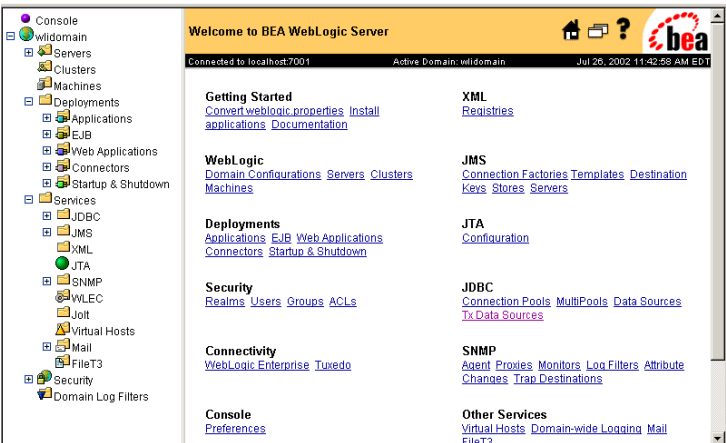 Console
wlidomain
Servers
Clusters
Machines
Deployments
Applications
EJB
Web Applications
Connectors
Startup & Shutdown
Services
JDBC
JMS
XML
JTA
SNMP
WLEC
Jolt
Virtual Hosts
Mail
FileT3
Security
Domain Log Filters
Welcome to BEA WebLogic Server
?
bea
Connected to localhost:7001 Active Domain: wlidomain Jul 26, 2002 11:42:58 AM EDT
Getting Started
Convert weblogic.properties Install
applications Documentation
XML
Registries
WebLogic
Domain Configurations Servers Clusters
Machines
JMS
Connection Factories Templates Destination
Keys Stores Servers
Deployments
Applications EJB Web Applications
Connectors Startup & Shutdown
JTA
Configuration
Security
Realms Users Groups ACLs
JDBC
Connection Pools MultiPools Data Sources
Tx Data Sources
Connectivity
WebLogic Enterprise Tuxedo
SNMP
Agent Proxies Monitors Log Filters Attribute
Changes Trap Destinations
Console
Preferences
Other Services
Virtual Hosts Domain-wide Logging Mail
FileT3